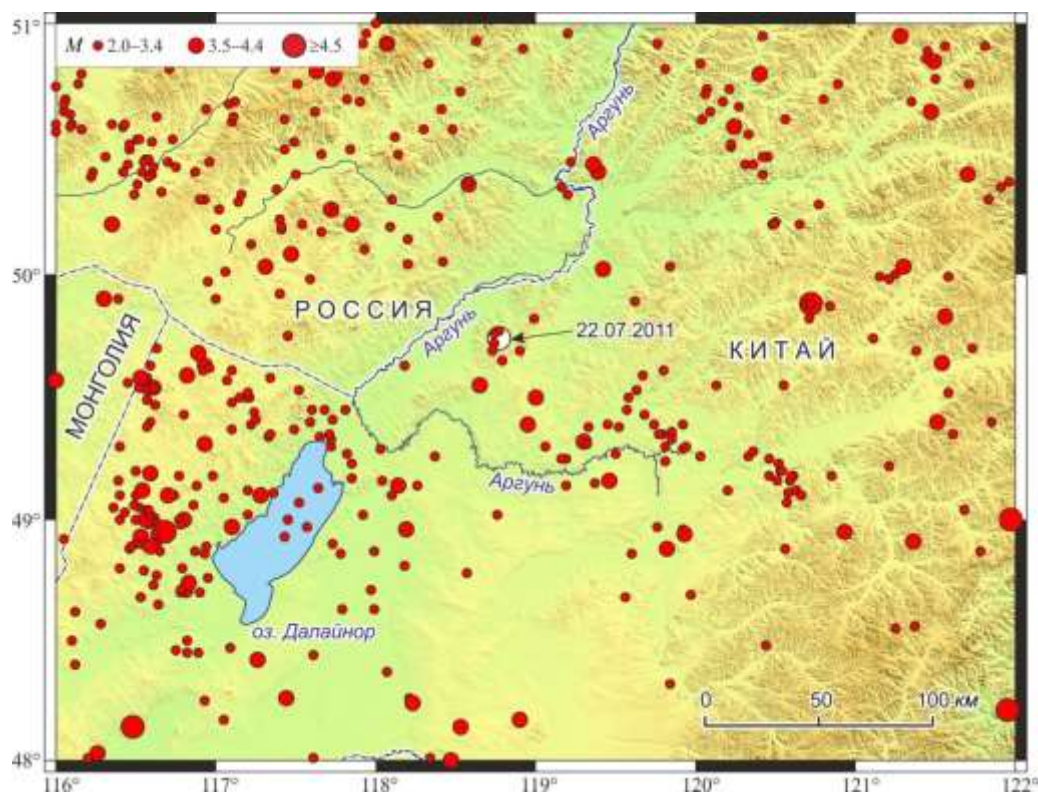 51°
M 2.0–3.4 3.5–4.4 ≥4.5
Аргунь
50°
РОССИЯ
МОНГОЛИЯ
Аргунь
22.07.2011
КИТАЙ
Аргунь
49°
оз. Далайнор
0 50 100 км
48°
116° 117° 118° 119° 120° 121° 122°